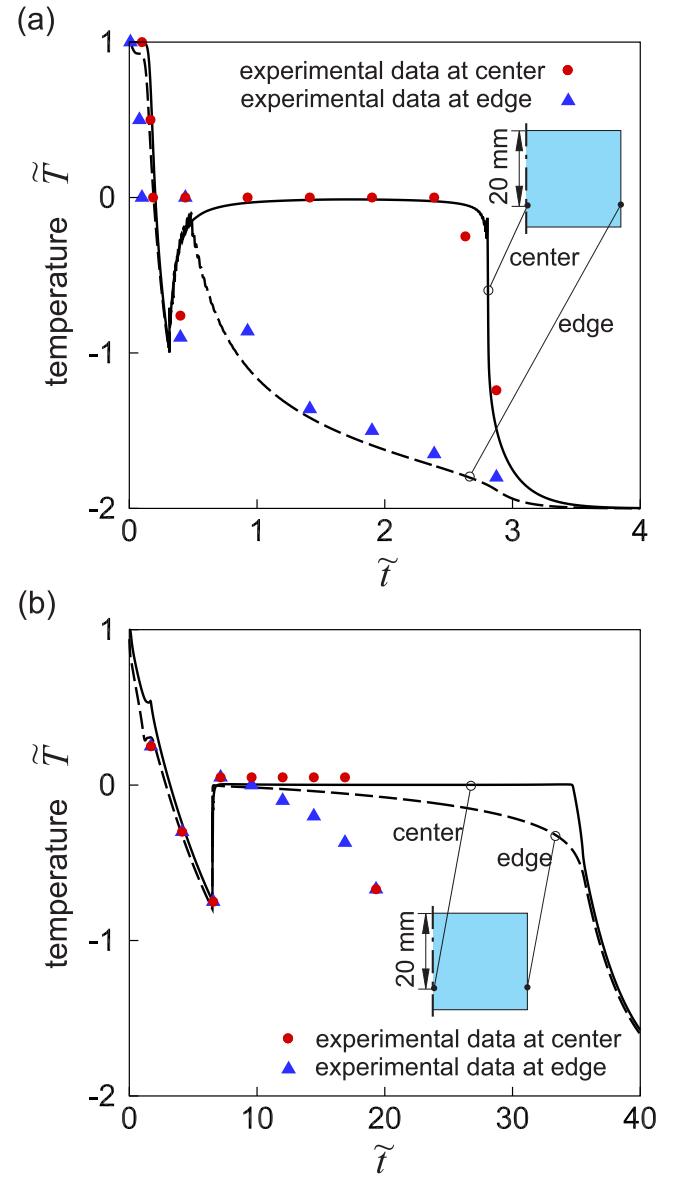 (a)
1
0
-1
-2
temperature T̃
experimental data at center
experimental data at edge
20 mm
center
edge
0 1 2 3 4
t̃
(b)
1
0
-1
-2
temperature T̃
center
edge
20 mm
experimental data at center
experimental data at edge
0 10 20 30 40
t̃